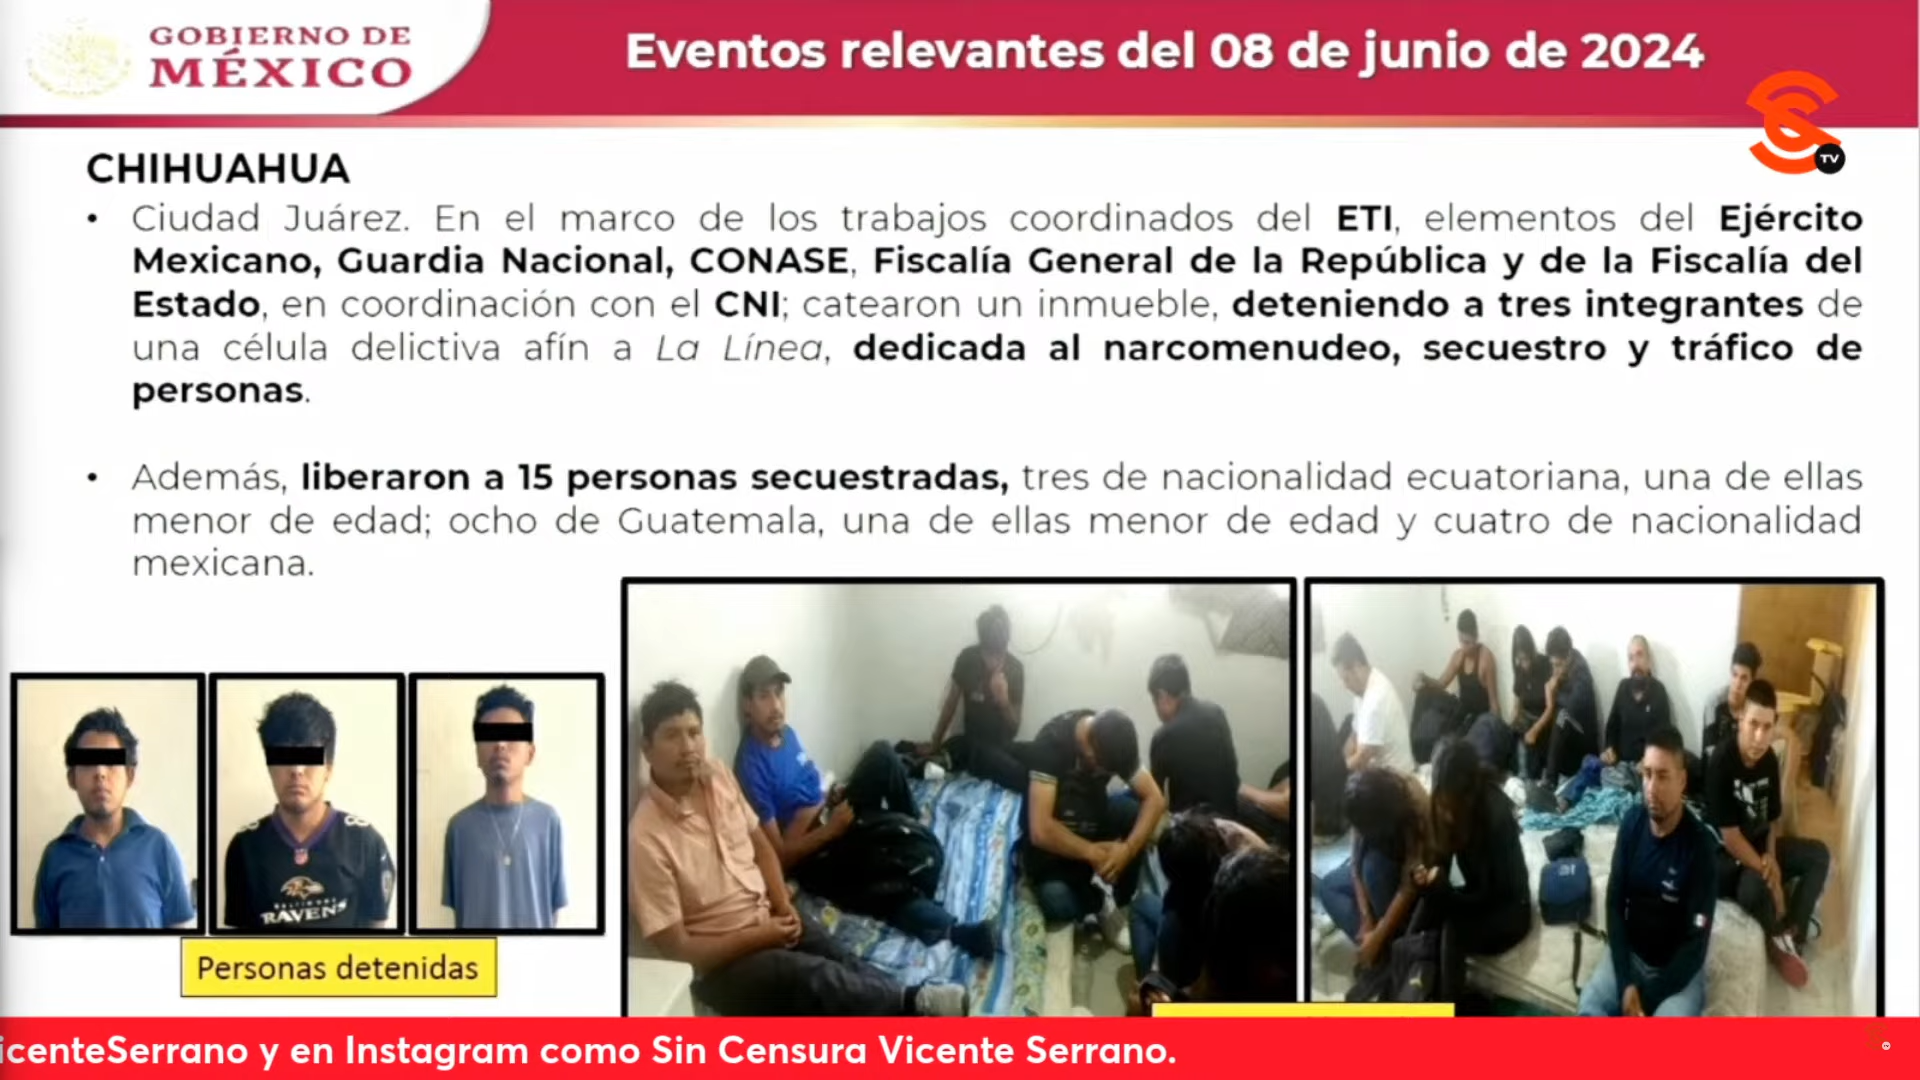 GOBIERNO DE
MÉXICO
Eventos relevantes del 08 de junio de 2024
TV
CHIHUAHUA
• Ciudad Juárez. En el marco de los trabajos coordinados del ETI, elementos del Ejército
Mexicano, Guardia Nacional, CONASE, Fiscalía General de la República y de la Fiscalía del
Estado, en coordinación con el CNI; catearon un inmueble, deteniendo a tres integrantes de
una célula delictiva afín a La Línea, dedicada al narcomenudeo, secuestro y tráfico de
personas.
• Además, liberaron a 15 personas secuestradas, tres de nacionalidad ecuatoriana, una de ellas
menor de edad; ocho de Guatemala, una de ellas menor de edad y cuatro de nacionalidad
mexicana.
BALTIMORE
RAVENS
Personas detenidas
icenteSerrano y en Instagram como Sin Censura Vicente Serrano.